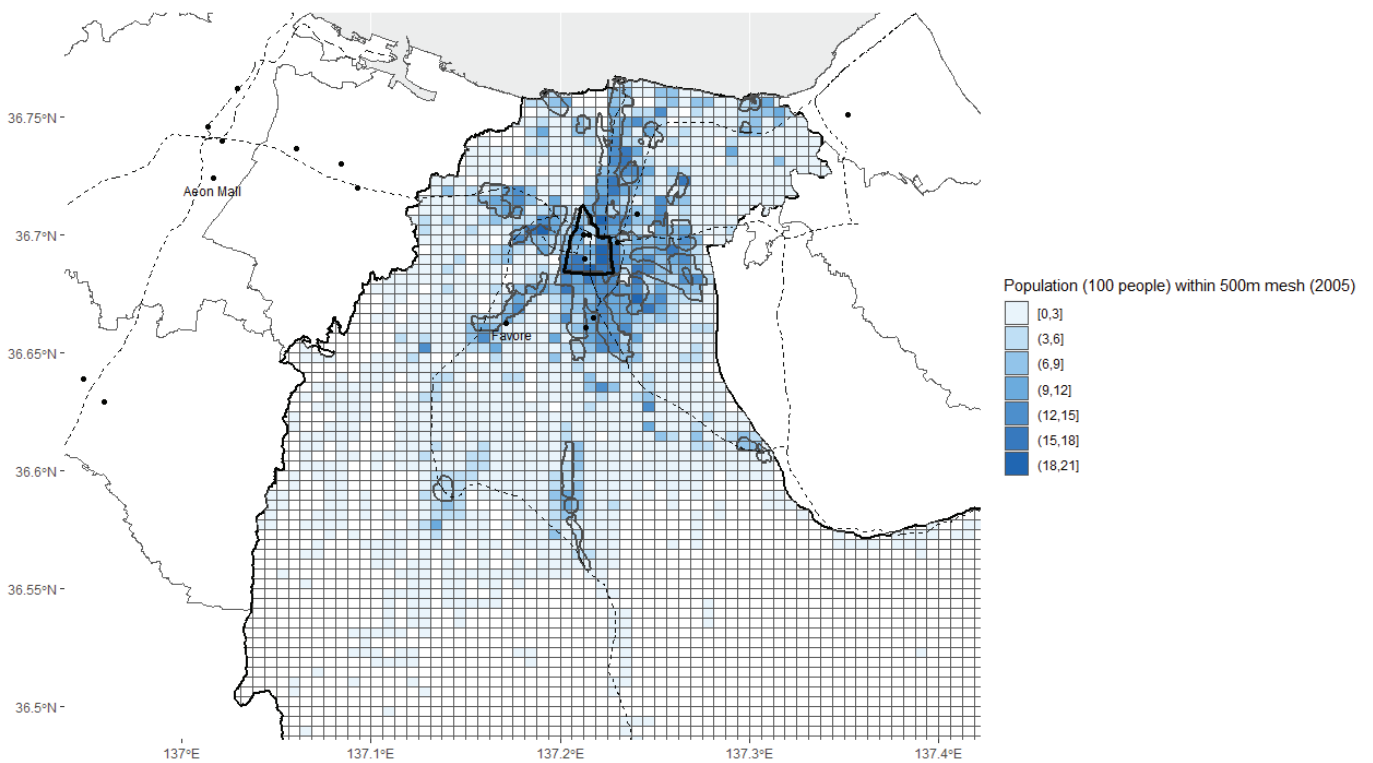 36.75°N
36.7°N
36.65°N
36.6°N
36.55°N
36.5°N
Aeon Mall
Favore
137°E
137.1°E
137.2°E
137.3°E
137.4°E
Population (100 people) within 500m mesh (2005)
[0,3]
(3,6]
(6,9]
(9,12]
(12,15]
(15,18]
(18,21]